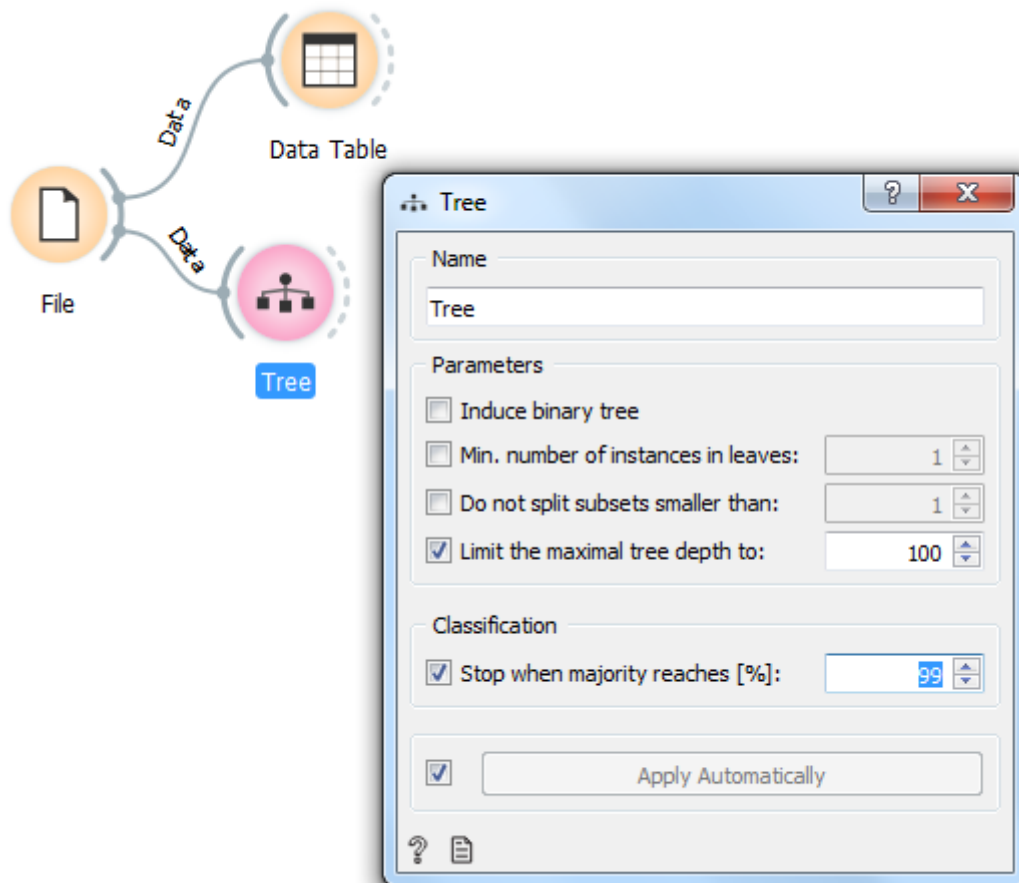 Data
Data Table
File
Data
Tree
Tree
Name
Tree
Parameters
Induce binary tree
Min. number of instances in leaves: 1
Do not split subsets smaller than: 1
Limit the maximal tree depth to: 100
Classification
Stop when majority reaches [%]: 99
Apply Automatically